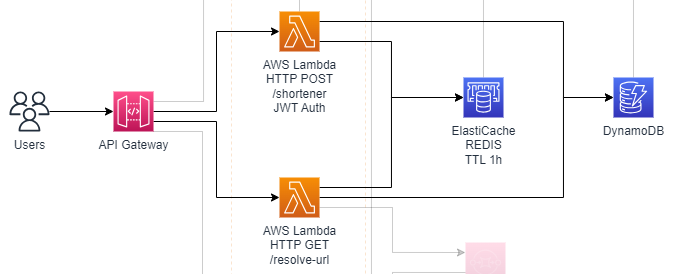 AWS Lambda
HTTP POST
/shortener
JWT Auth
Users
API Gateway
ElastiCache
REDIS
TTL 1h
DynamoDB
AWS Lambda
HTTP GET
/resolve-url